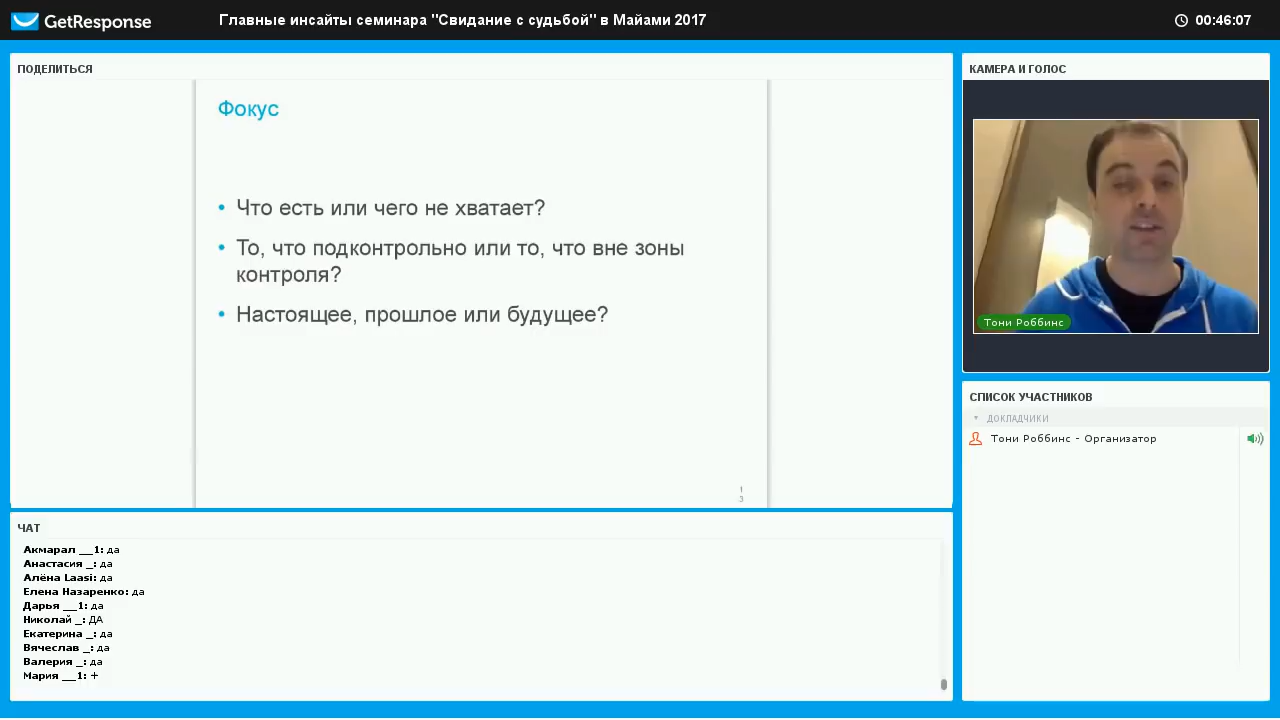 GetResponse
Главные инсайты семинара "Свидание с судьбой" в Майами 2017
00:46:07
ПОДЕЛИТЬСЯ
Фокус
• Что есть или чего не хватает?
• То, что подконтрольно или то, что вне зоны
контроля?
• Настоящее, прошлое или будущее?
1
3
ЧАТ
Акмарал __1: да
Анастасия _: да
Алёна Laasi: да
Елена Назаренко: да
Дарья __1: да
Николай _: ДА
Екатерина _: да
Вячеслав _: да
Валерия _: да
Мария __1: +
КАМЕРА И ГОЛОС
Тони Роббинс
СПИСОК УЧАСТНИКОВ
ДОКЛАДЧИКИ
Тони Роббинс - Организатор